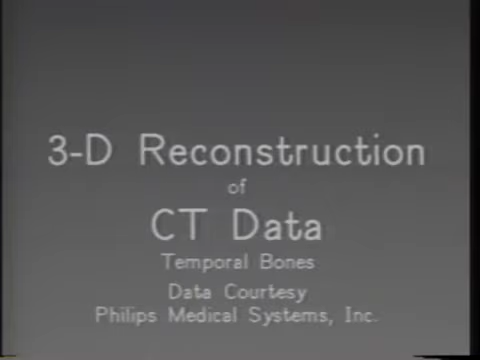 3-D Reconstruction
of
CT Data
Temporal Bones
Data Courtesy
Philips Medical Systems, Inc.